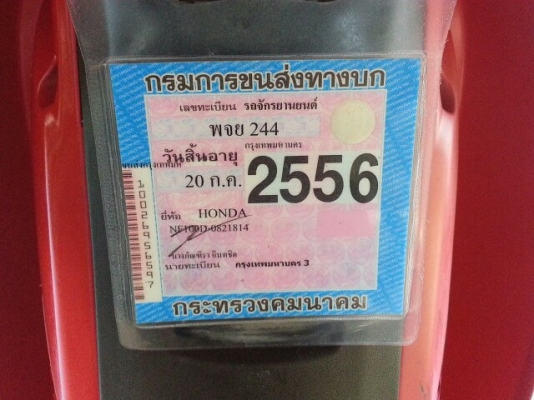 กรมการขนส่งทางบก
เลขทะเบียน รถจักรยานยนต์
พจย 244
กรุงเทพมหานคร
วันสิ้นอายุ
20 ก.ค. 2556
ยี่ห้อ HONDA
NF100D-0821814
นายทะเบียน กรุงเทพมหานคร 3
กระทรวงคมนาคม
1000269566597